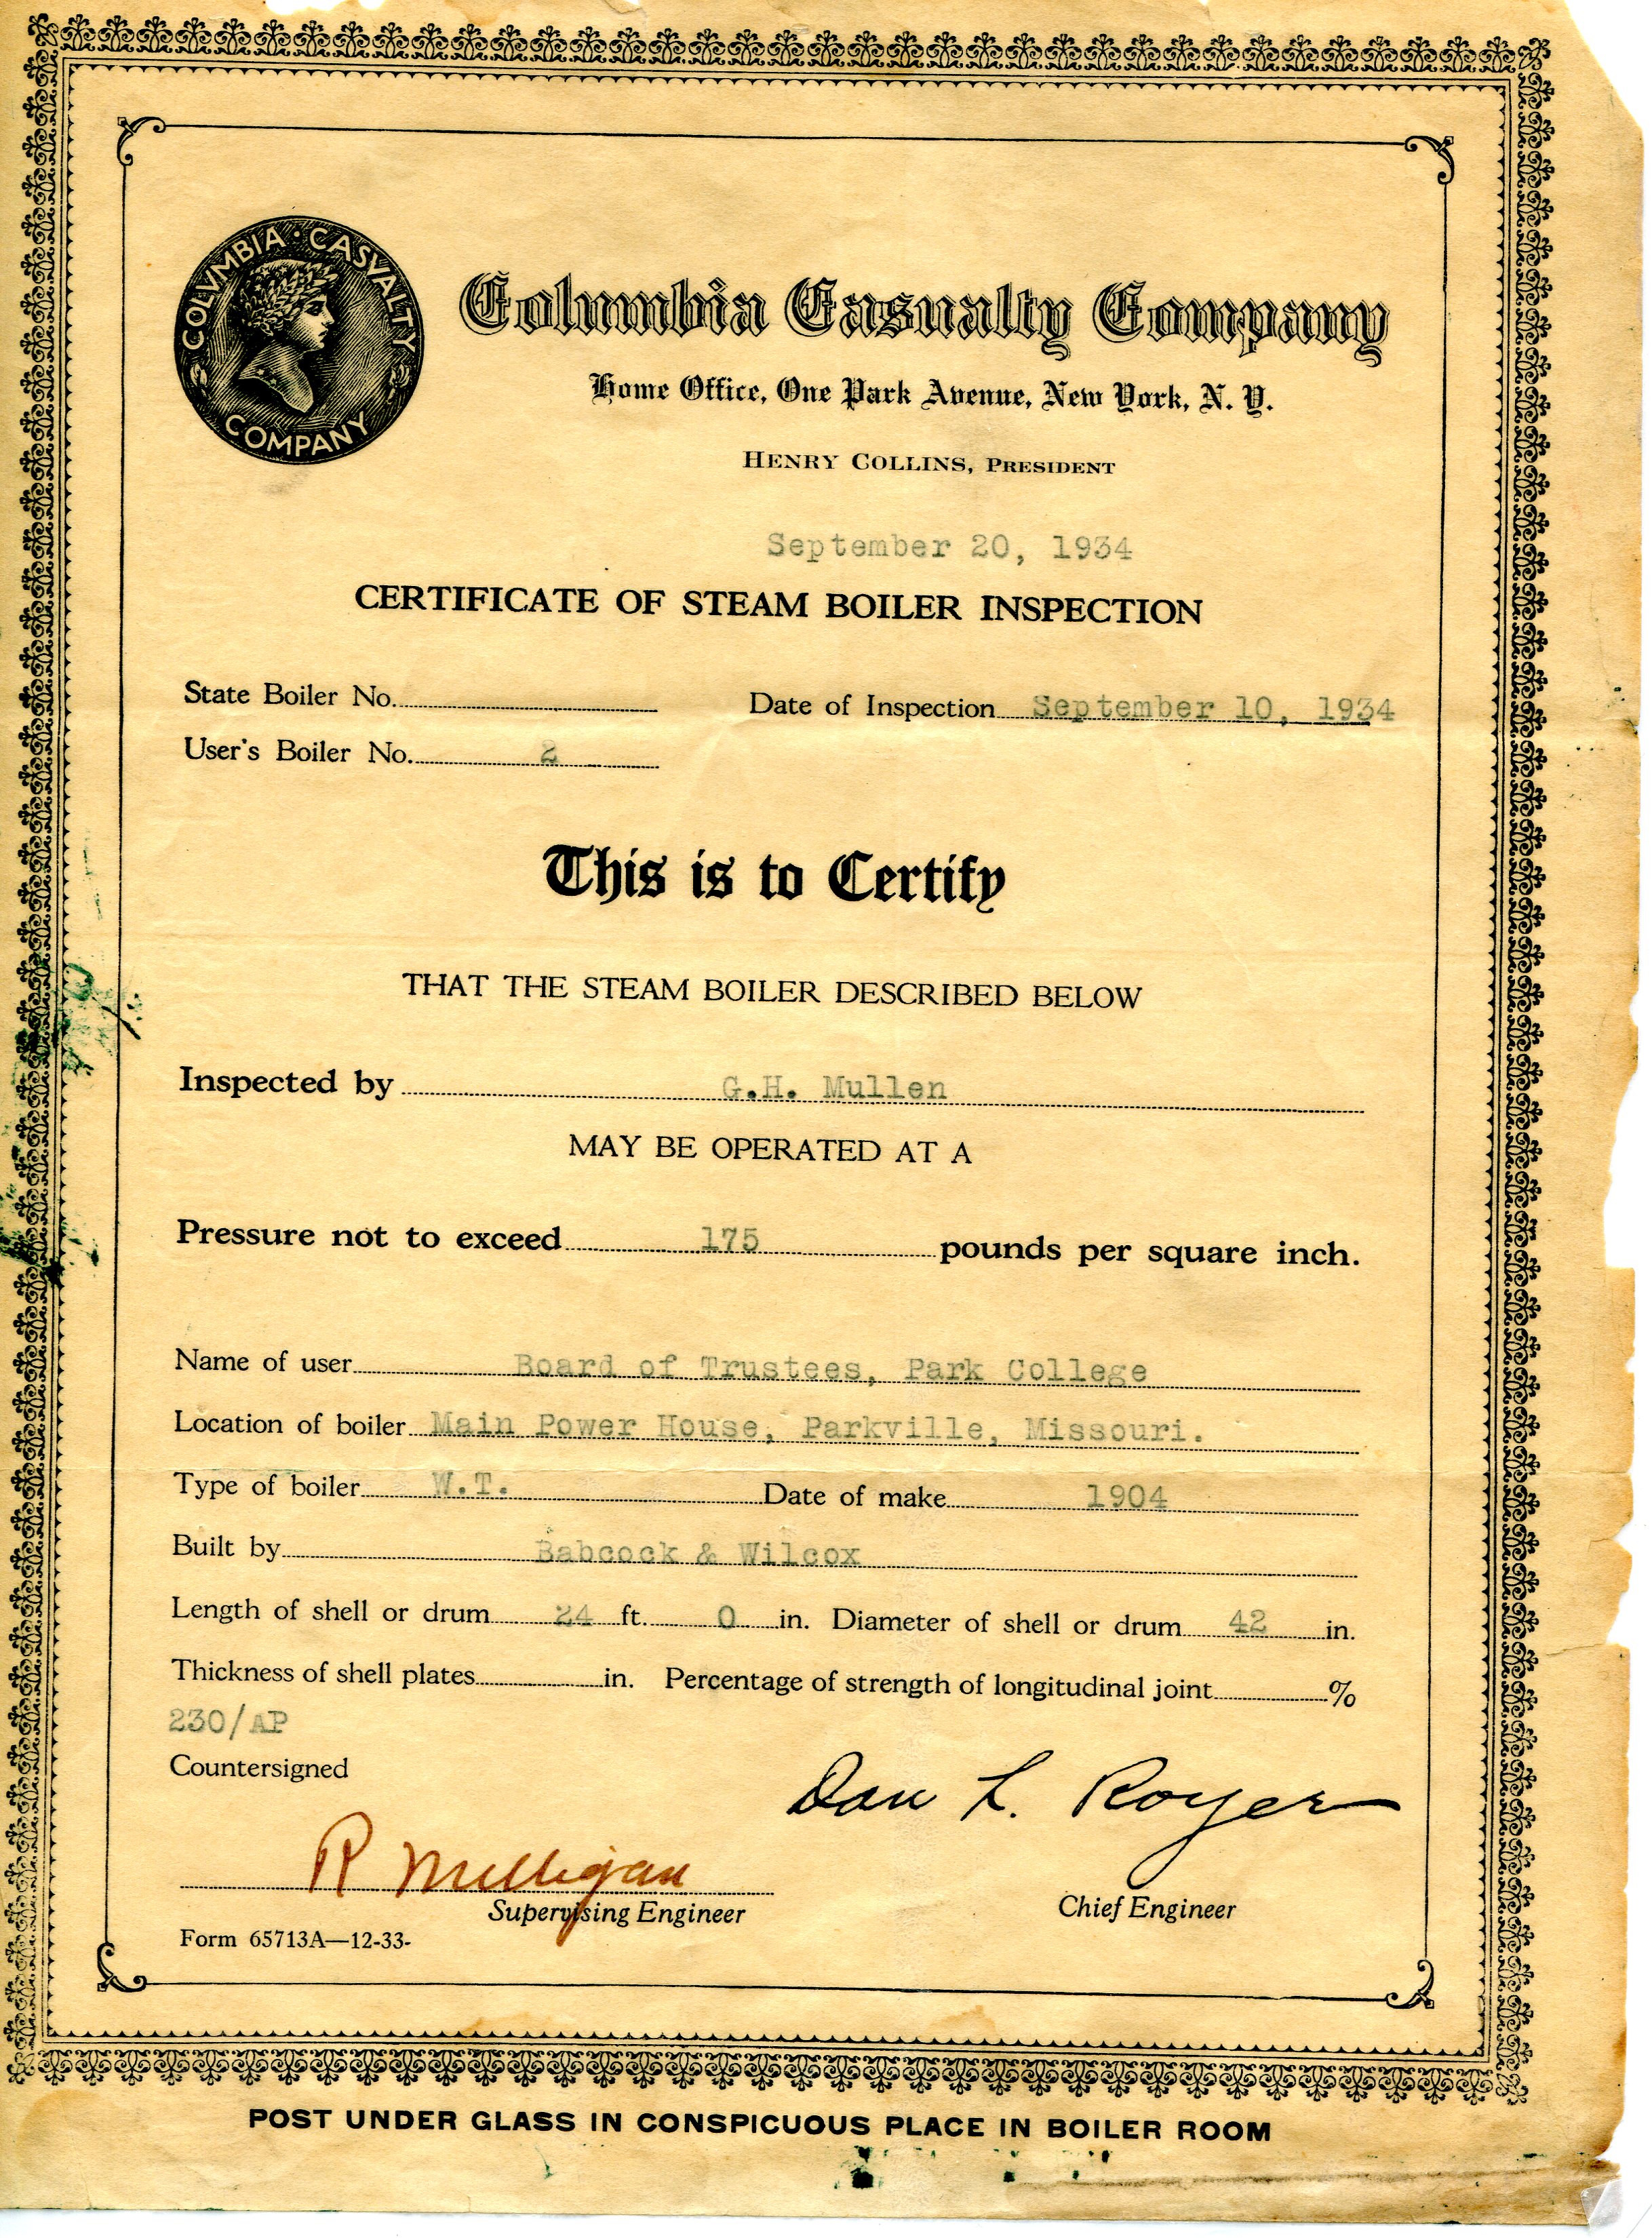 COLVMBIA · CASVALTY COMPANY
Columbia Casualty Company
Home Office, One Park Avenue, New York, N. Y.
HENRY COLLINS, PRESIDENT
September 20, 1934
CERTIFICATE OF STEAM BOILER INSPECTION
State Boiler No. Date of Inspection September 10, 1934
User's Boiler No. 2
This is to Certify
THAT THE STEAM BOILER DESCRIBED BELOW
Inspected by G.H. Mullen
MAY BE OPERATED AT A
Pressure not to exceed 175 pounds per square inch.
Name of user Board of Trustees, Park College
Location of boiler Main Power House, Parkville, Missouri.
Type of boiler W.T. Date of make 1904
Built by Babcock & Wilcox
Length of shell or drum 24 ft. 0 in. Diameter of shell or drum 42 in.
Thickness of shell plates in. Percentage of strength of longitudinal joint %
230/AP
Countersigned
Dan L. Royer
R Milligan
Supervising Engineer Chief Engineer
Form 65713A—12-33-
POST UNDER GLASS IN CONSPICUOUS PLACE IN BOILER ROOM